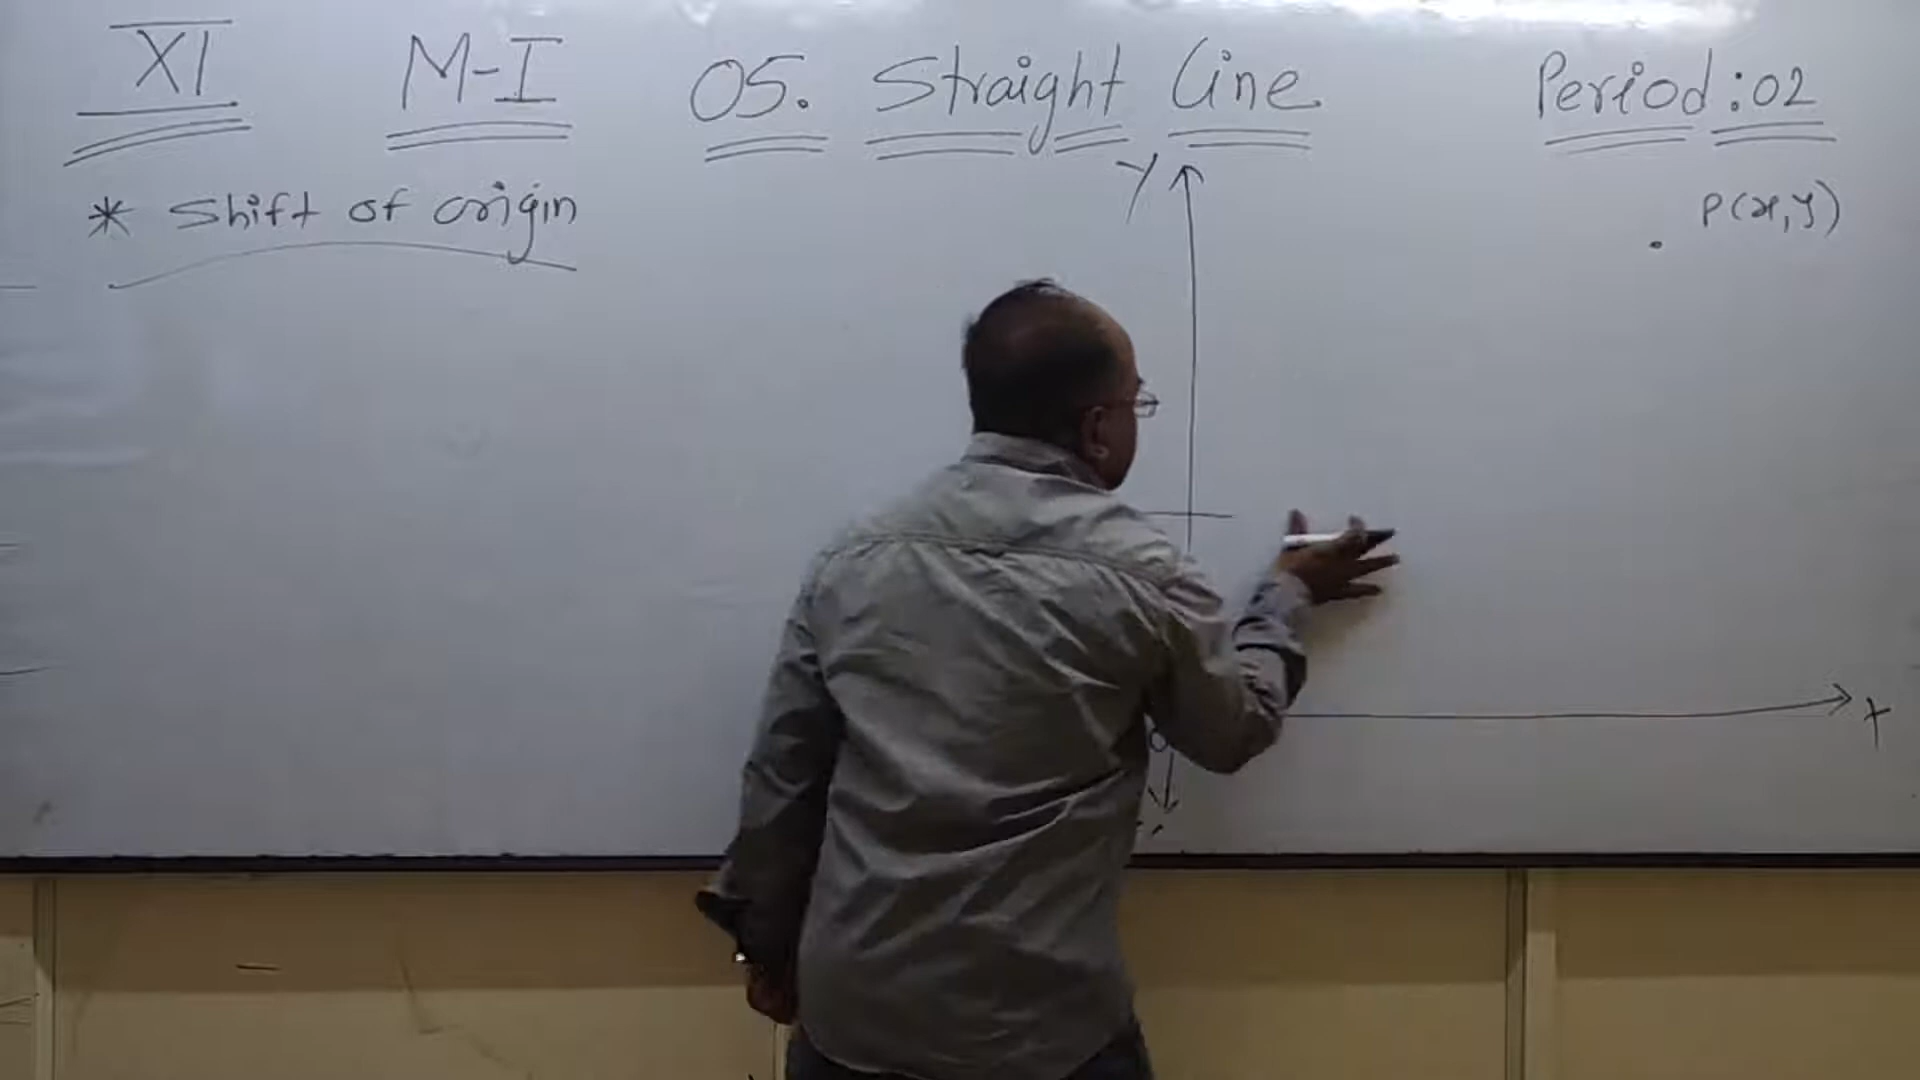 XI M-I 05. Straight Line Period : 02
* Shift of origin
Y
P(x,y)
X
O